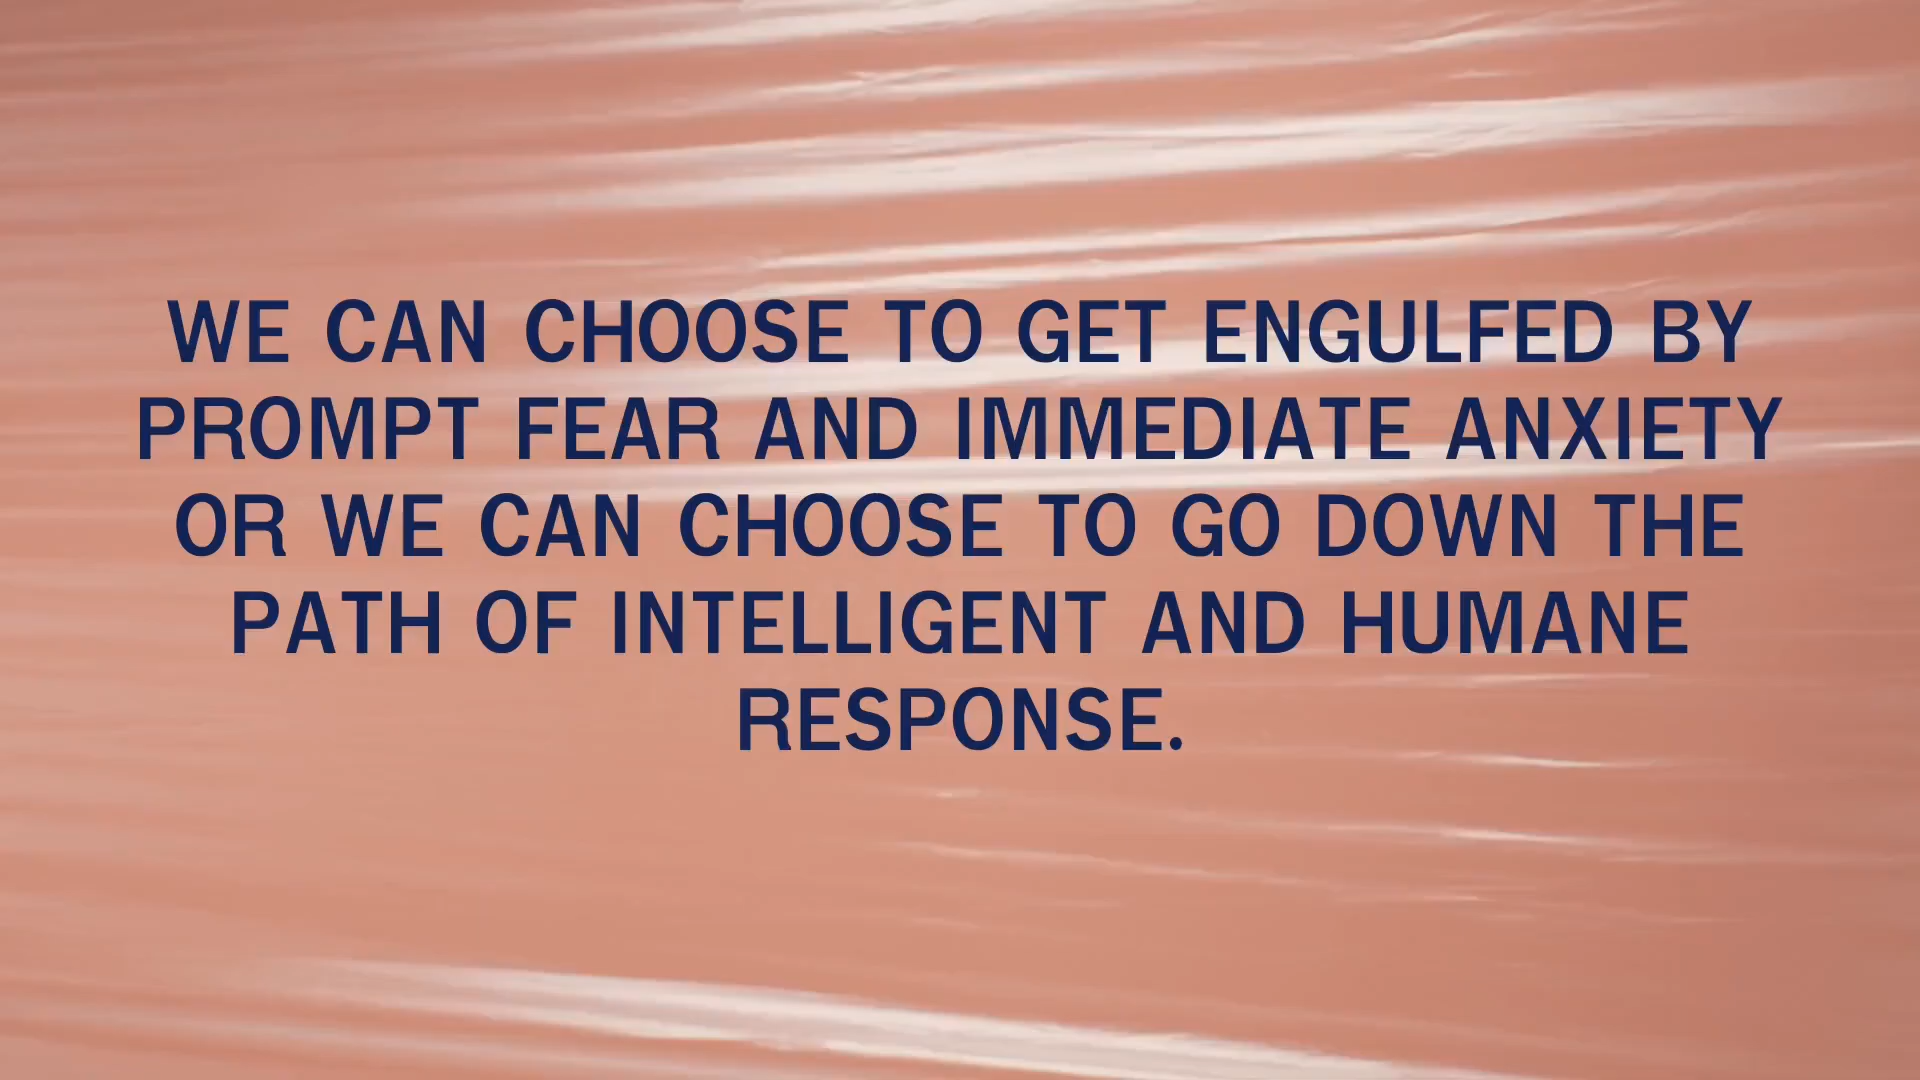 WE CAN CHOOSE TO GET ENGULFED BY
PROMPT FEAR AND IMMEDIATE ANXIETY
OR WE CAN CHOOSE TO GO DOWN THE
PATH OF INTELLIGENT AND HUMANE
RESPONSE.